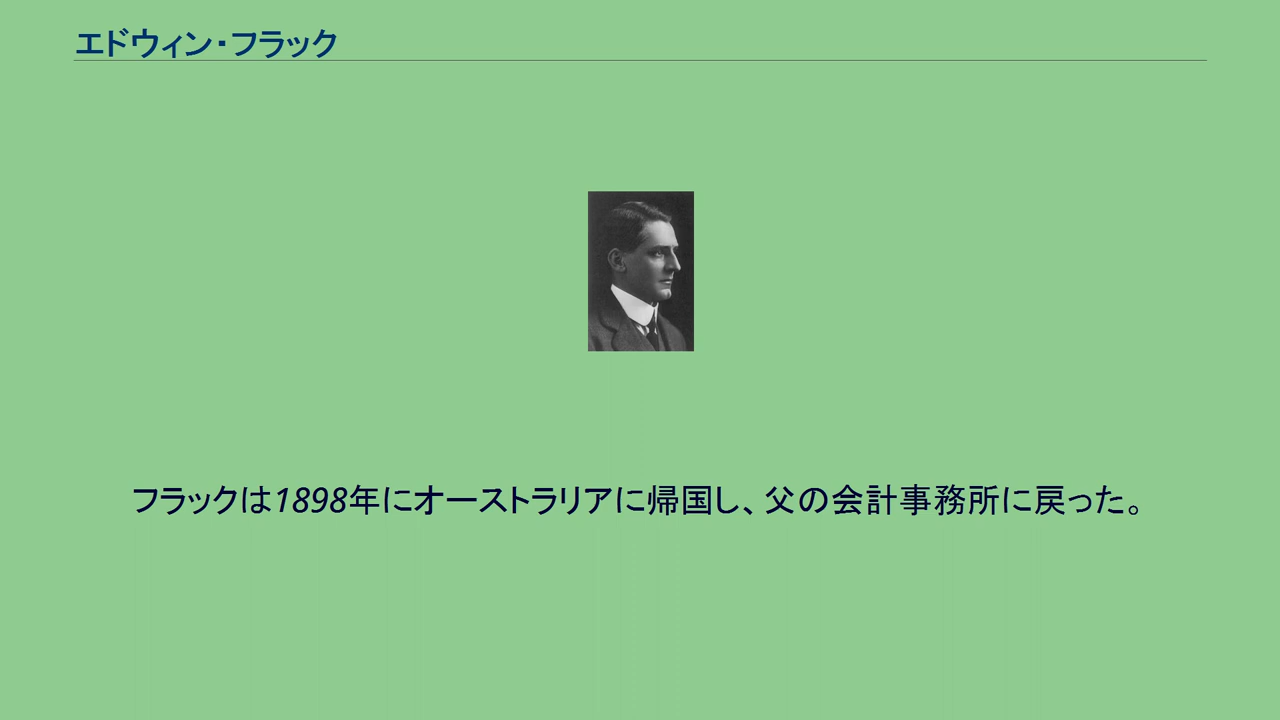 エドウィン・フラック
フラックは1898年にオーストラリアに帰国し、父の会計事務所に戻った。